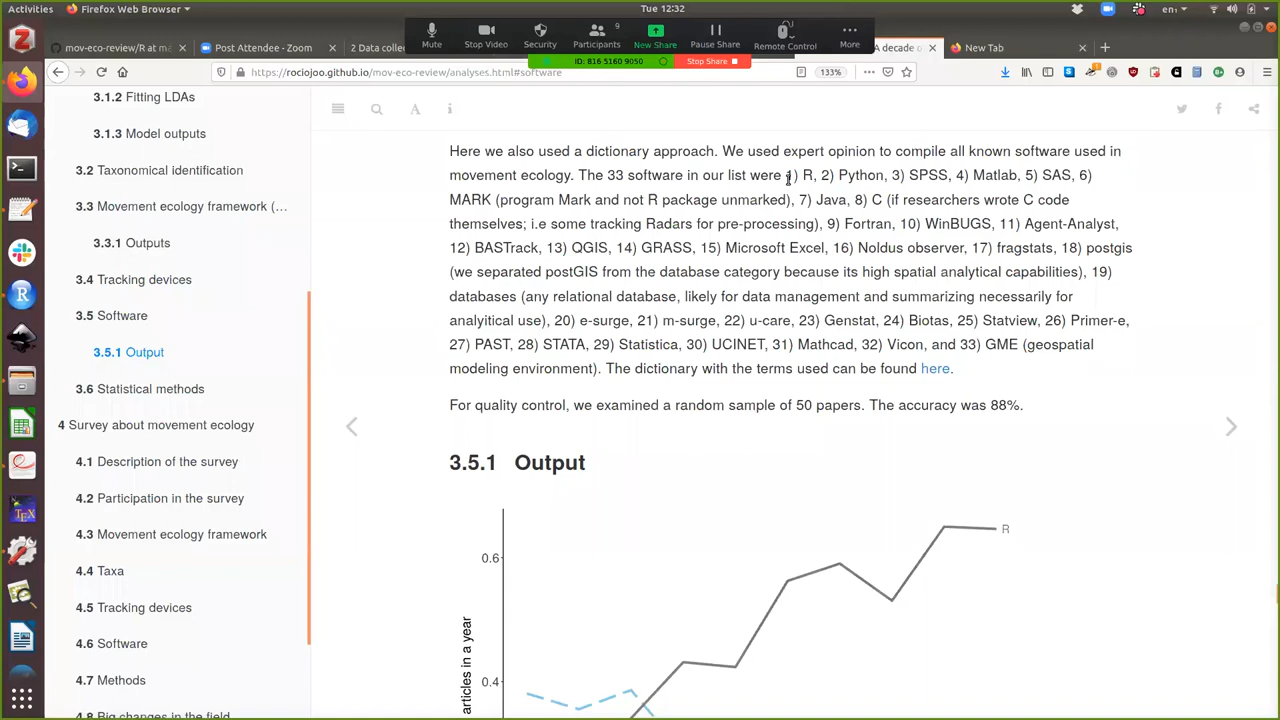 Activities Firefox Web Browser Tue 12:32 en
mov-eco-review/R at ma Post Attendee - Zoom 2 Data colle A decade o New Tab
Mute Stop Video Security Participants 9 New Share Pause Share Remote Control More
ID: 816 5160 9050 Stop Share
https://rociojoo.github.io/mov-eco-review/analyses.html#software 133%
3.1.2 Fitting LDAs
3.1.3 Model outputs
3.2 Taxonomical identification
3.3 Movement ecology framework (…
3.3.1 Outputs
3.4 Tracking devices
3.5 Software
3.5.1 Output
3.6 Statistical methods
4 Survey about movement ecology
4.1 Description of the survey
4.2 Participation in the survey
4.3 Movement ecology framework
4.4 Taxa
4.5 Tracking devices
4.6 Software
4.7 Methods
4.8 Big changes in the field
Here we also used a dictionary approach. We used expert opinion to compile all known software used in
movement ecology. The 33 software in our list were 1) R, 2) Python, 3) SPSS, 4) Matlab, 5) SAS, 6)
MARK (program Mark and not R package unmarked), 7) Java, 8) C (if researchers wrote C code
themselves; i.e some tracking Radars for pre-processing), 9) Fortran, 10) WinBUGS, 11) Agent-Analyst,
12) BASTrack, 13) QGIS, 14) GRASS, 15) Microsoft Excel, 16) Noldus observer, 17) fragstats, 18) postgis
(we separated postGIS from the database category because its high spatial analytical capabilities), 19)
databases (any relational database, likely for data management and summarizing necessarily for
analyitical use), 20) e-surge, 21) m-surge, 22) u-care, 23) Genstat, 24) Biotas, 25) Statview, 26) Primer-e,
27) PAST, 28) STATA, 29) Statistica, 30) UCINET, 31) Mathcad, 32) Vicon, and 33) GME (geospatial
modeling environment). The dictionary with the terms used can be found here.
For quality control, we examined a random sample of 50 papers. The accuracy was 88%.
3.5.1 Output
R
0.6
0.4
articles in a year